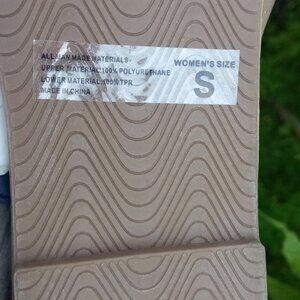 ALL MAN MADE MATERIALS-
UPPER MATERIAL:100% POLYURETHANE
LOWER MATERIAL:100% TPR
MADE IN CHINA
WOMEN'S SIZE
S